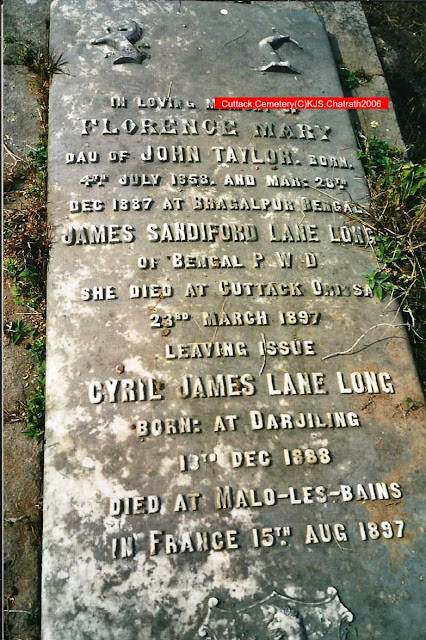 IN LOVING
Cuttack,Cemetery(C)KJS.Chatrath2006
FLORENCE MARY
DAU OF JOHN TAYLOR. BORN.
4TH JULY 1858. AND MAR: 28TH
DEC 1887 AT BHAGALPUR BENGAL
JAMES SANDIFORD LANE LONG
OF BENGAL P.W.D
SHE DIED AT CUTTACK ORISSA
23RD MARCH 1897
LEAVING ISSUE
CYRIL JAMES LANE LONG
BORN: AT DARJILING
13TH DEC 1888
DIED AT MALO-LES-BAINS
IN FRANCE 15TH AUG 1897